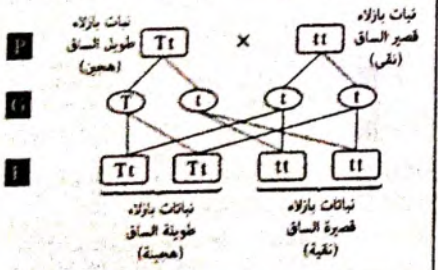 نبات بازلاء
طويل الساق
(هجين)
Tt
×
tt
نبات بازلاء
قصير الساق
(نقى)
P
G
T
t
t
t
Tt
Tt
tt
tt
نباتات بازلاء
طويلة الساق
(هجينة)
نباتات بازلاء
قصيرة الساق
(نقية)